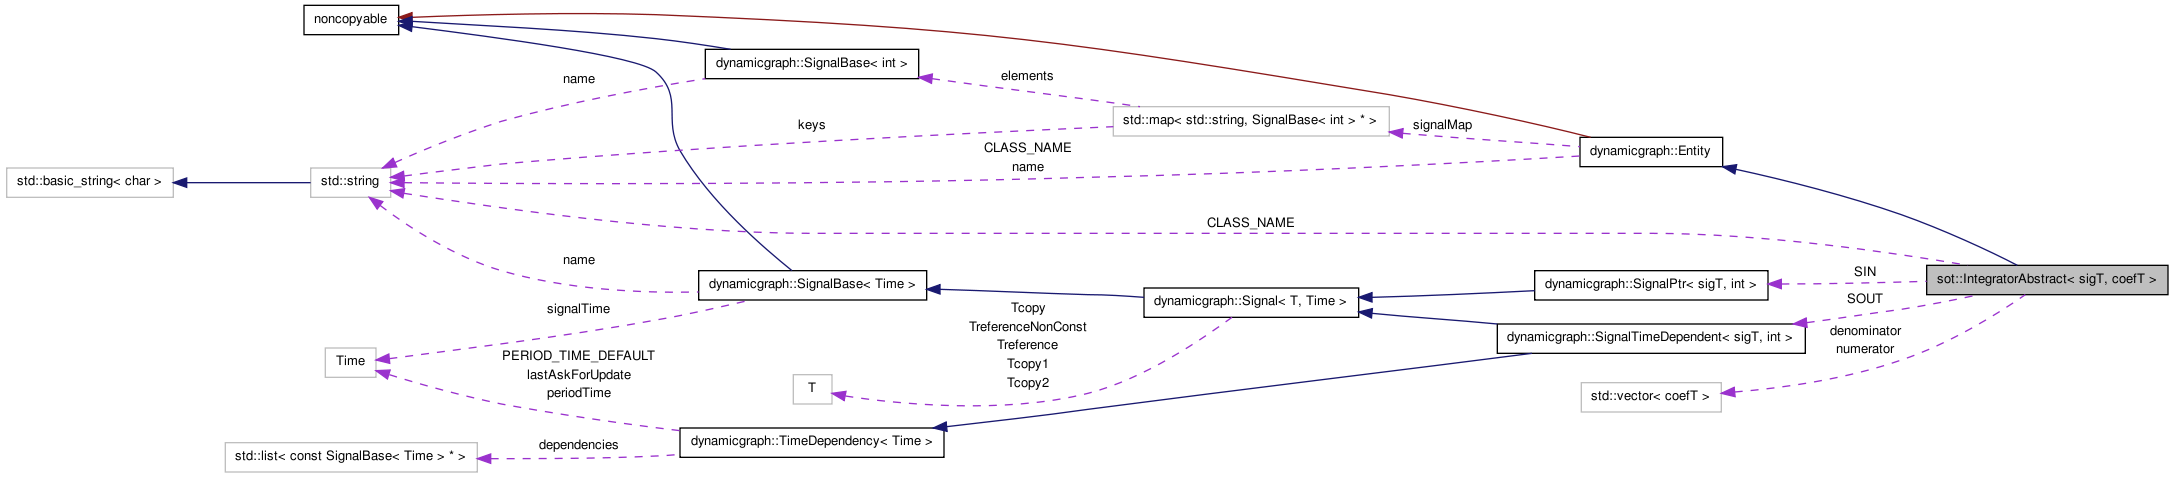 noncopyable
dynamicgraph::SignalBase< int >
name
elements
std::map< std::string, SignalBase< int > * >
keys
signalMap
CLASS_NAME
name
dynamicgraph::Entity
std::basic_string< char >
std::string
CLASS_NAME
name
dynamicgraph::SignalBase< Time >
signalTime
dynamicgraph::Signal< T, Time >
dynamicgraph::SignalPtr< sigT, int >
SIN
SOUT
sot::IntegratorAbstract< sigT, coefT >
Tcopy
TreferenceNonConst
Treference
Tcopy1
Tcopy2
dynamicgraph::SignalTimeDependent< sigT, int >
denominator
numerator
Time
PERIOD_TIME_DEFAULT
lastAskForUpdate
periodTime
T
std::vector< coefT >
dynamicgraph::TimeDependency< Time >
dependencies
std::list< const SignalBase< Time > * >